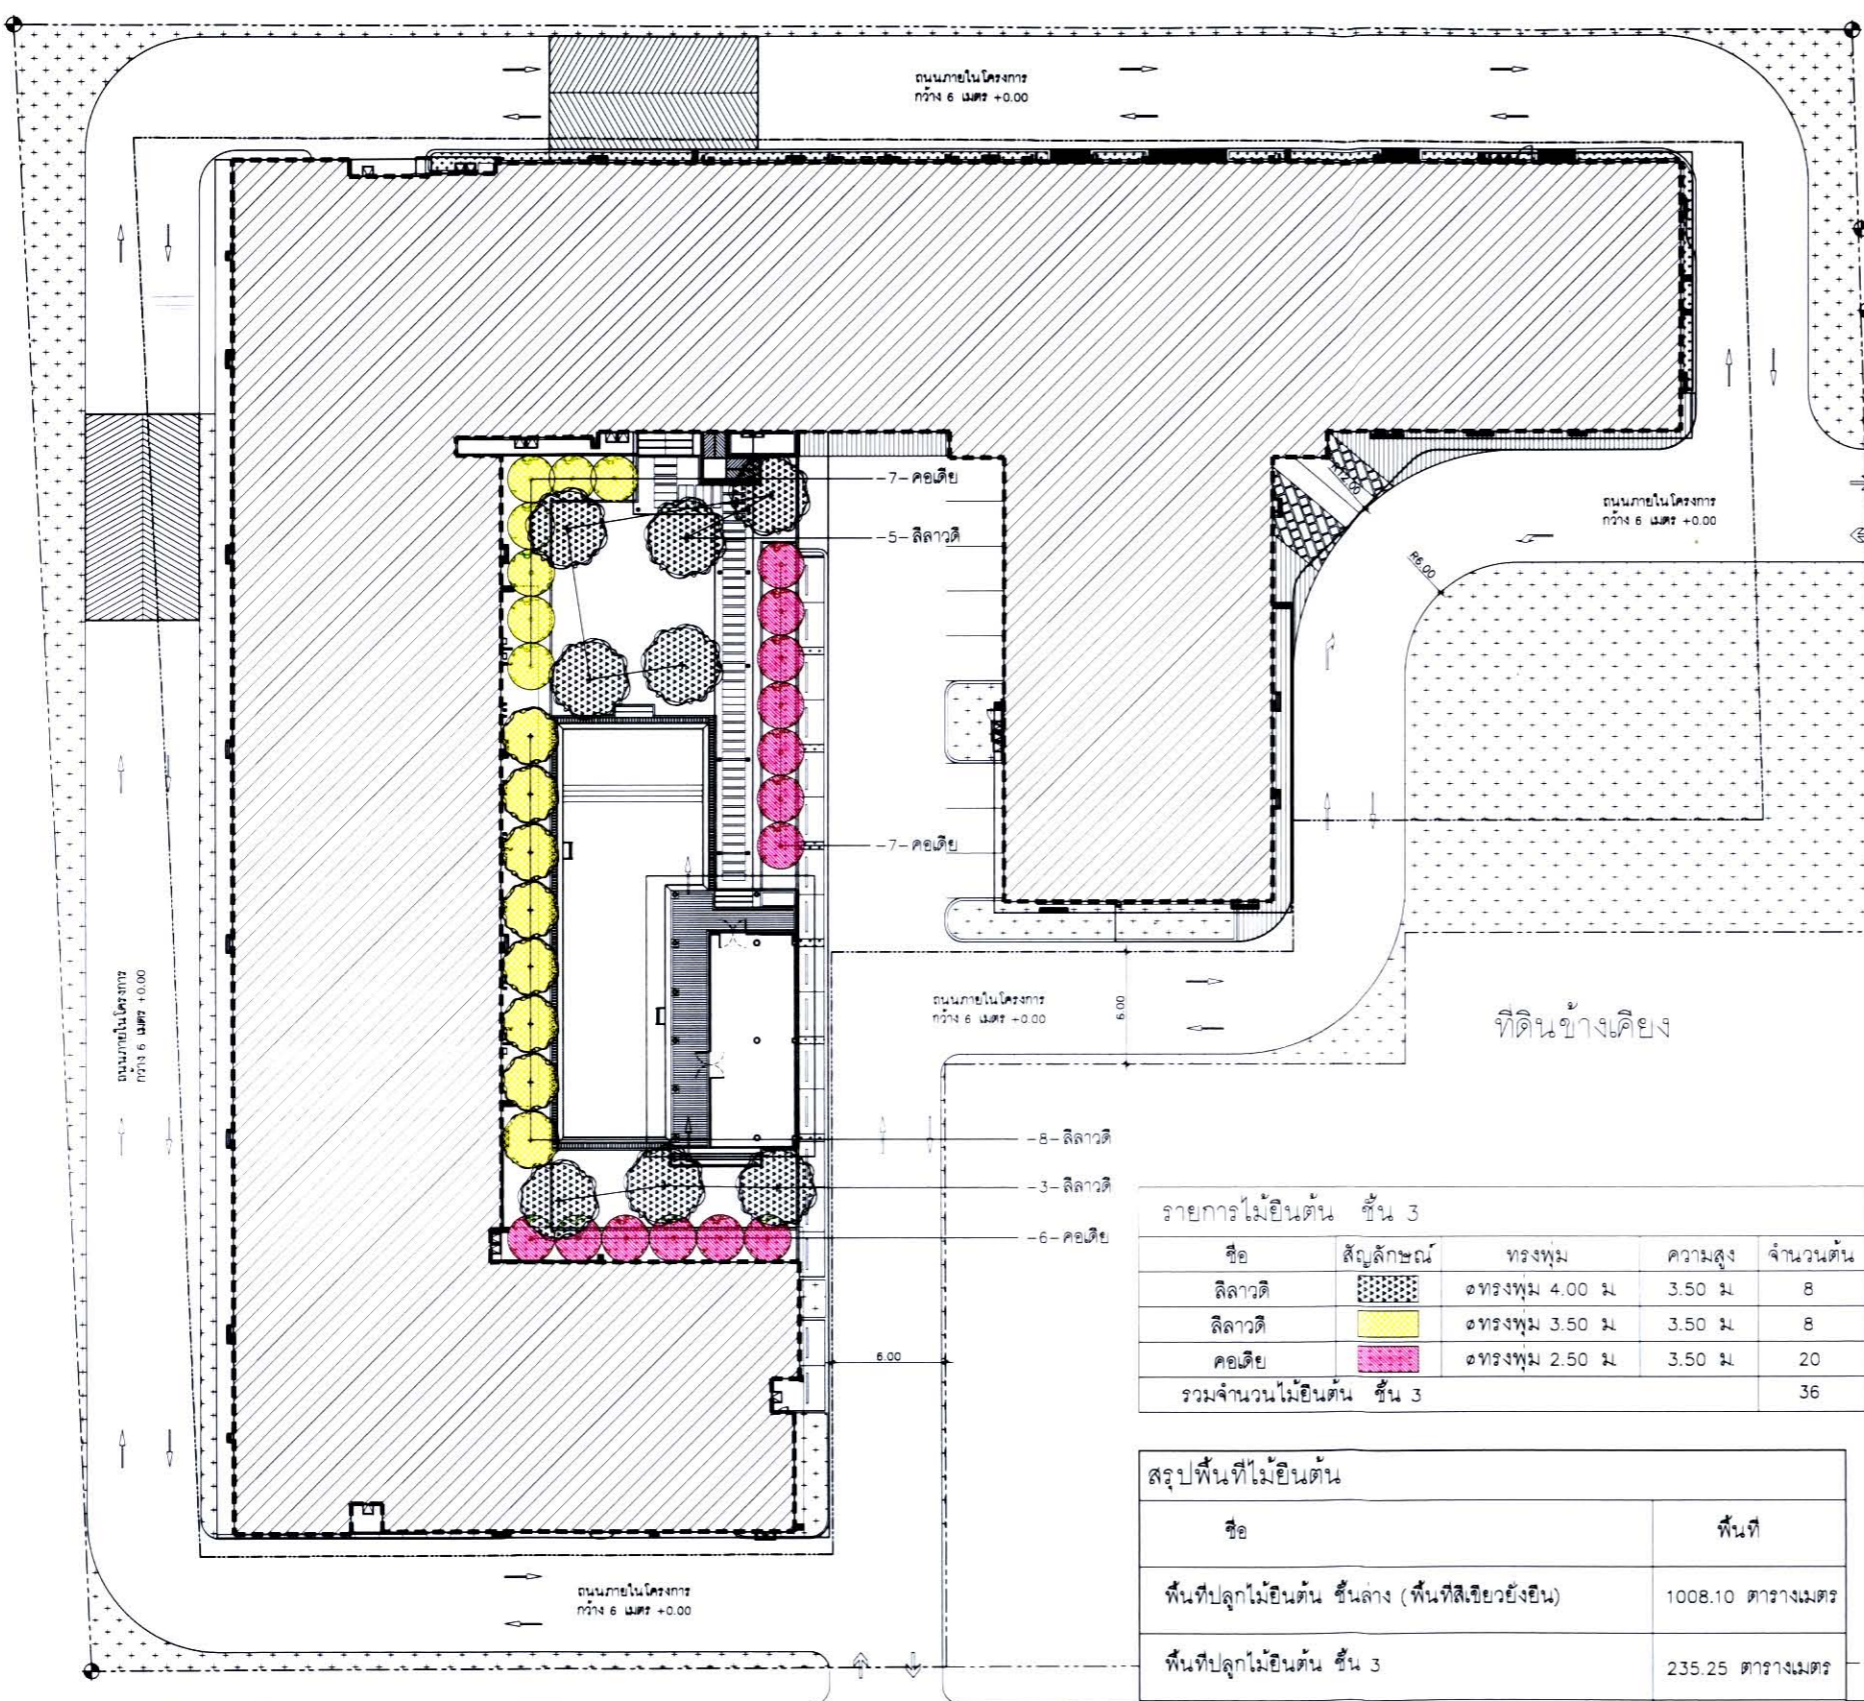 ถนนภายในโครงการ
กว้าง 6 เมตร +0.00
-7-คอเดีย
-5-ลีลาวดี
R12.00
ถนนภายในโครงการ
กว้าง 6 เมตร +0.00
R6.00
-7-คอเดีย
ถนนภายในโครงการ
กว้าง 6 เมตร +0.00
ถนนภายในโครงการ
กว้าง 6 เมตร +0.00
6.00
ที่ดินข้างเคียง
-8-ลีลาวดี
-3-ลีลาวดี
-6-คอเดีย
6.00
รายการไม้ยืนต้น ชั้น 3
ชื่อ สัญลักษณ์ ทรงพุ่ม ความสูง จำนวนต้น
ลีลาวดี øทรงพุ่ม 4.00 ม 3.50 ม 8
ลีลาวดี øทรงพุ่ม 3.50 ม 3.50 ม 8
คอเดีย øทรงพุ่ม 2.50 ม 3.50 ม 20
รวมจำนวนไม้ยืนต้น ชั้น 3 36
สรุปพื้นที่ไม้ยืนต้น
ชื่อ พื้นที่
พื้นที่ปลูกไม้ยืนต้น ชั้นล่าง (พื้นที่สีเขียวยั่งยืน) 1008.10 ตารางเมตร
พื้นที่ปลูกไม้ยืนต้น ชั้น 3 235.25 ตารางเมตร
ถนนภายในโครงการ
กว้าง 6 เมตร +0.00